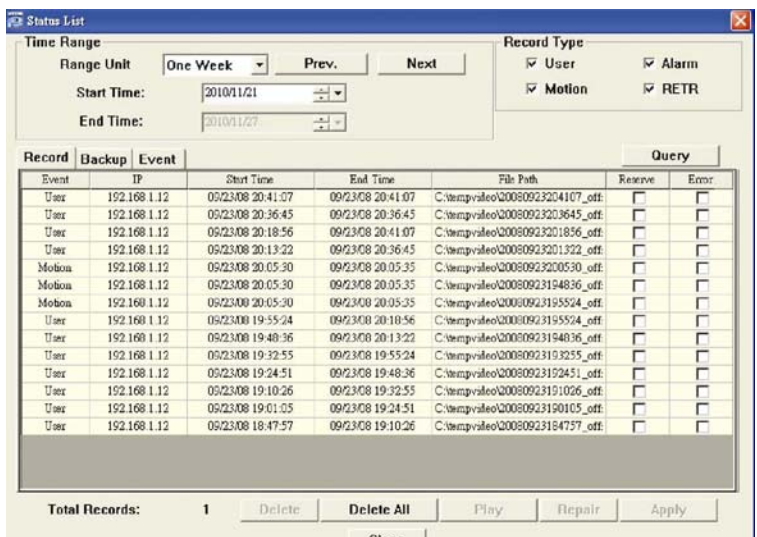 Status List
Time Range
Record Type
Range Unit One Week Prev. Next
User Alarm
Start Time: 2010/11/21
Motion RETR
End Time: 2010/11/27
Record Backup Event Query
Event IP Start Time End Time File Path Reserve Error
User 192.168.1.12 09/23/08 20:41:07 09/23/08 20:41:07 C:\tempvideo\20080923204107_off:
User 192.168.1.12 09/23/08 20:36:45 09/23/08 20:36:45 C:\tempvideo\20080923203645_off:
User 192.168.1.12 09/23/08 20:18:56 09/23/08 20:41:07 C:\tempvideo\20080923201856_off:
User 192.168.1.12 09/23/08 20:13:22 09/23/08 20:36:45 C:\tempvideo\20080923201322_off:
Motion 192.168.1.12 09/23/08 20:05:30 09/23/08 20:05:35 C:\tempvideo\20080923200530_off:
Motion 192.168.1.12 09/23/08 20:05:30 09/23/08 20:05:35 C:\tempvideo\20080923194836_off:
Motion 192.168.1.12 09/23/08 20:05:30 09/23/08 20:05:35 C:\tempvideo\20080923195524_off:
User 192.168.1.12 09/23/08 19:55:24 09/23/08 20:18:56 C:\tempvideo\20080923195524_off:
User 192.168.1.12 09/23/08 19:48:36 09/23/08 20:13:22 C:\tempvideo\20080923194836_off:
User 192.168.1.12 09/23/08 19:32:55 09/23/08 19:55:24 C:\tempvideo\20080923193255_off:
User 192.168.1.12 09/23/08 19:24:51 09/23/08 19:48:36 C:\tempvideo\20080923192451_off:
User 192.168.1.12 09/23/08 19:10:26 09/23/08 19:32:55 C:\tempvideo\20080923191026_off:
User 192.168.1.12 09/23/08 19:01:05 09/23/08 19:24:51 C:\tempvideo\20080923190105_off:
User 192.168.1.12 09/23/08 18:47:57 09/23/08 19:10:26 C:\tempvideo\20080923184757_off:
Total Records: 1 Delete Delete All Play Repair Apply